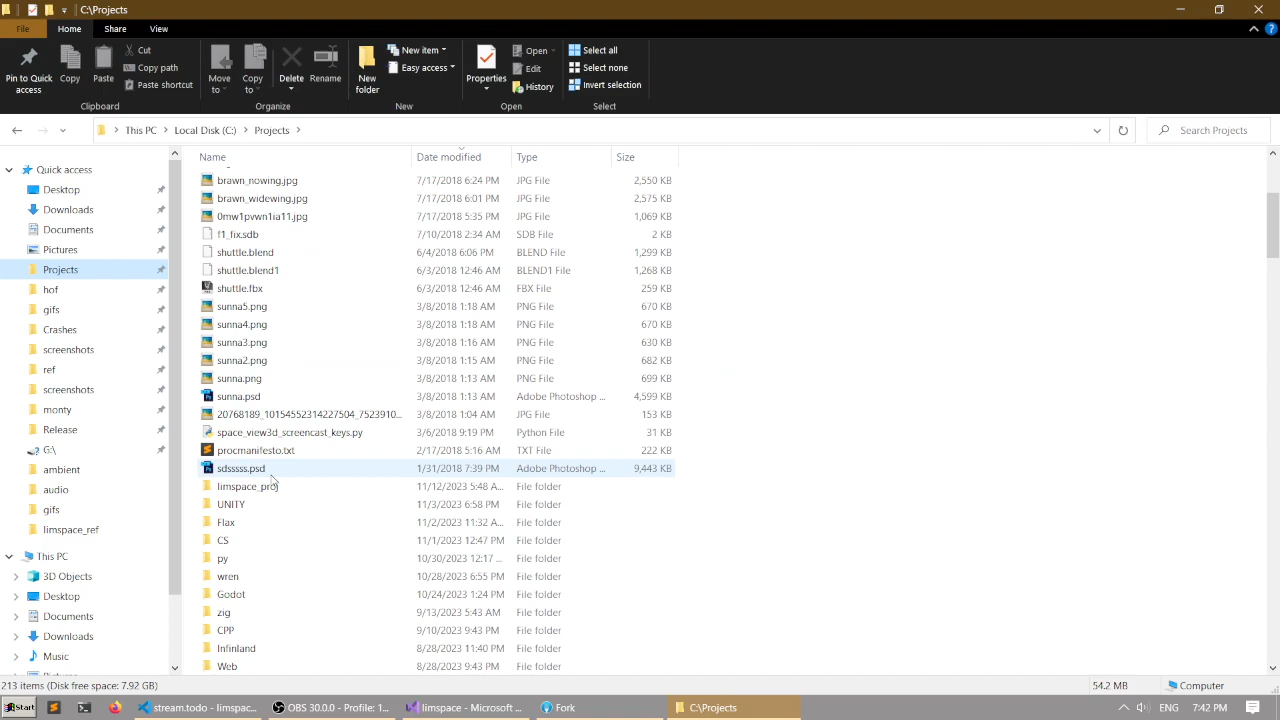 C:\Projects
File Home Share View
Pin to Quick access
Copy
Paste
Cut
Copy path
Paste shortcut
Clipboard
Move to
Copy to
Delete
Rename
Organize
New folder
New item
Easy access
New
Properties
Open
Edit
History
Open
Select all
Select none
Invert selection
Select
This PC Local Disk (C:) Projects
Search Projects
Quick access
Desktop
Downloads
Documents
Pictures
Projects
hof
gifs
Crashes
screenshots
ref
screenshots
monty
Release
G:\
ambient
audio
gifs
limspace_ref
This PC
3D Objects
Desktop
Documents
Downloads
Music
Name Date modified Type Size
brawn_nowing.jpg 7/17/2018 6:24 PM JPG File 2,550 KB
brawn_widewing.jpg 7/17/2018 6:01 PM JPG File 2,575 KB
0mw1pvwn1ia11.jpg 7/17/2018 5:35 PM JPG File 1,069 KB
f1_fix.sdb 7/10/2018 2:34 AM SDB File 2 KB
shuttle.blend 6/4/2018 6:06 PM BLEND File 1,299 KB
shuttle.blend1 6/3/2018 12:46 AM BLEND1 File 1,268 KB
shuttle.fbx 6/3/2018 12:46 AM FBX File 259 KB
sunna5.png 3/8/2018 1:18 AM PNG File 670 KB
sunna4.png 3/8/2018 1:18 AM PNG File 670 KB
sunna3.png 3/8/2018 1:16 AM PNG File 630 KB
sunna2.png 3/8/2018 1:15 AM PNG File 682 KB
sunna.png 3/8/2018 1:13 AM PNG File 699 KB
sunna.psd 3/8/2018 1:13 AM Adobe Photoshop ... 4,599 KB
20768189_10154552314227504_7523910... 3/8/2018 1:04 AM JPG File 153 KB
space_view3d_screencast_keys.py 3/6/2018 9:19 PM Python File 31 KB
procmanifesto.txt 2/17/2018 5:16 AM TXT File 222 KB
sdsssss.psd 1/31/2018 7:39 PM Adobe Photoshop ... 9,443 KB
limspace_proj 11/12/2023 5:48 A... File folder
UNITY 11/3/2023 6:58 PM File folder
Flax 11/2/2023 11:32 A... File folder
CS 11/1/2023 12:47 PM File folder
py 10/30/2023 12:17 ... File folder
wren 10/28/2023 6:55 PM File folder
Godot 10/24/2023 1:24 PM File folder
zig 9/13/2023 5:43 AM File folder
CPP 9/10/2023 9:43 PM File folder
Infinland 8/28/2023 11:40 PM File folder
Web 8/28/2023 9:43 PM File folder
213 items (Disk free space: 7.92 GB) 54.2 MB Computer
Start stream.todo - limspac... OBS 30.0.0 - Profile: 1... limspace - Microsoft ... Fork C:\Projects ENG 7:42 PM